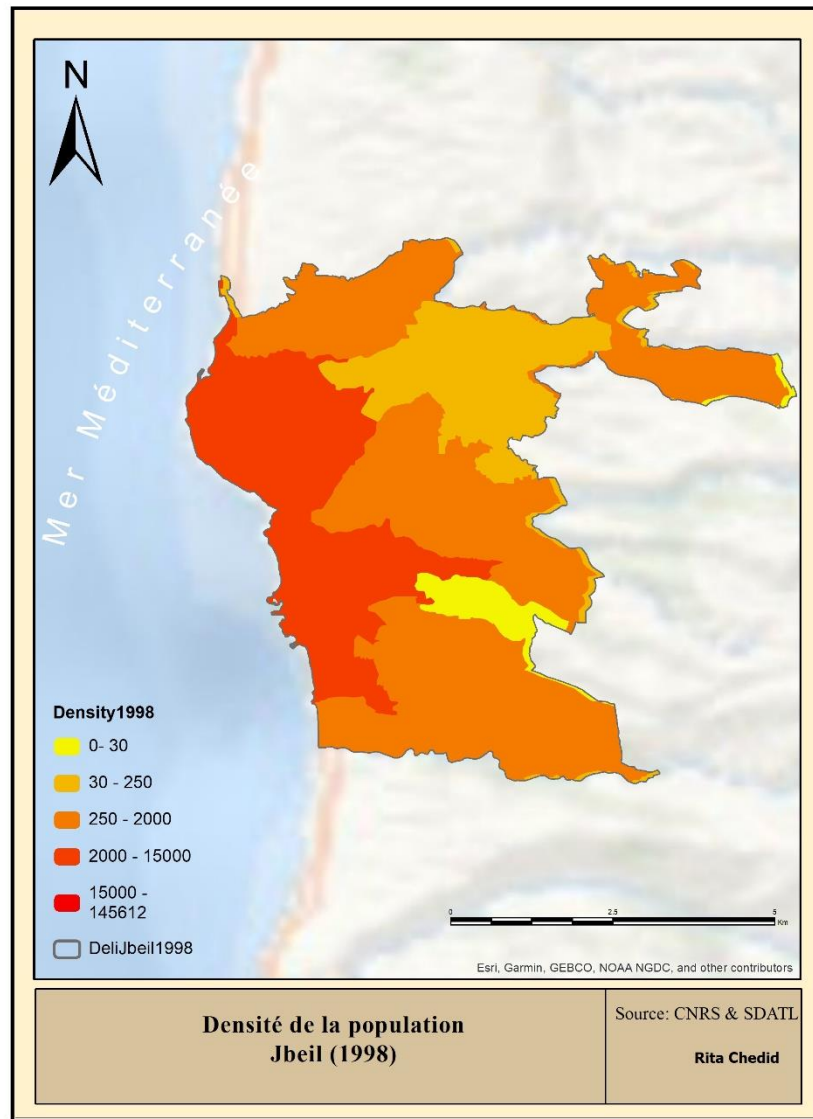 N
Mer Méditerranée
Density1998
0- 30
30 - 250
250 - 2000
2000 - 15000
15000 -
145612
DeliJbeil1998
0 2.5 5
Km
Esri, Garmin, GEBCO, NOAA NGDC, and other contributors
Densité de la population
Jbeil (1998)
Source: CNRS & SDATL
Rita Chedid